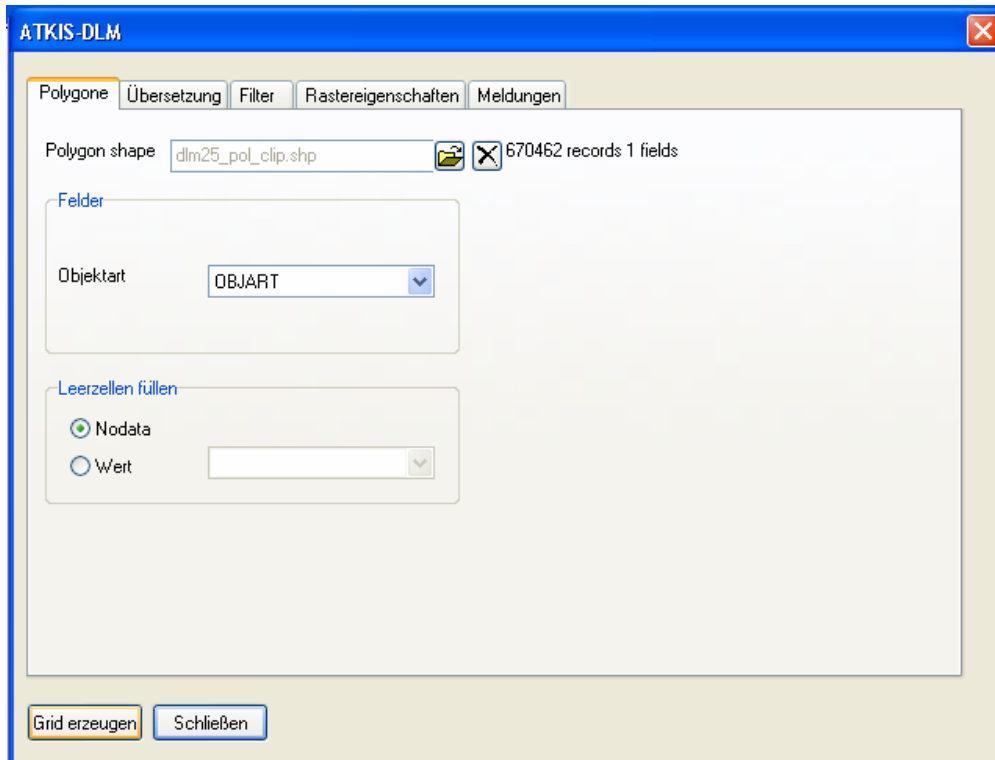 ATKIS-DLM
Polygone Übersetzung Filter Rastereigenschaften Meldungen
Polygon shape dlm25_pol_clip.shp 670462 records 1 fields
Felder
Objektart OBJART
Leerzellen füllen
Nodata
Wert
Grid erzeugen Schließen